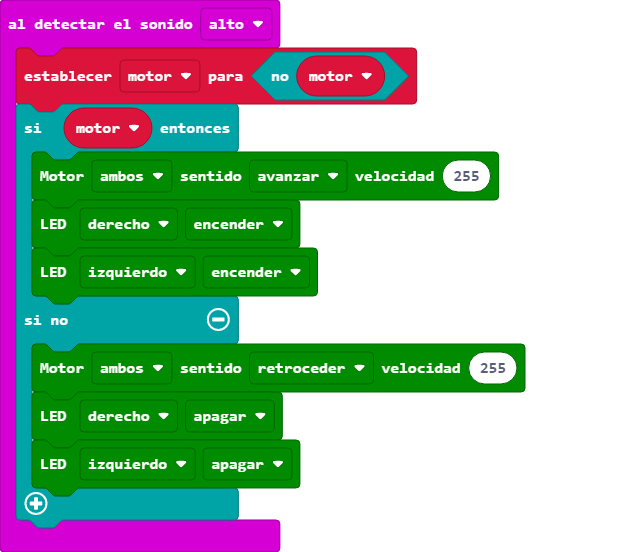 al detectar el sonido alto
establecer motor para no motor
si motor entonces
Motor ambos sentido avanzar velocidad 255
LED derecho encender
LED izquierdo encender
si no
Motor ambos sentido retroceder velocidad 255
LED derecho apagar
LED izquierdo apagar